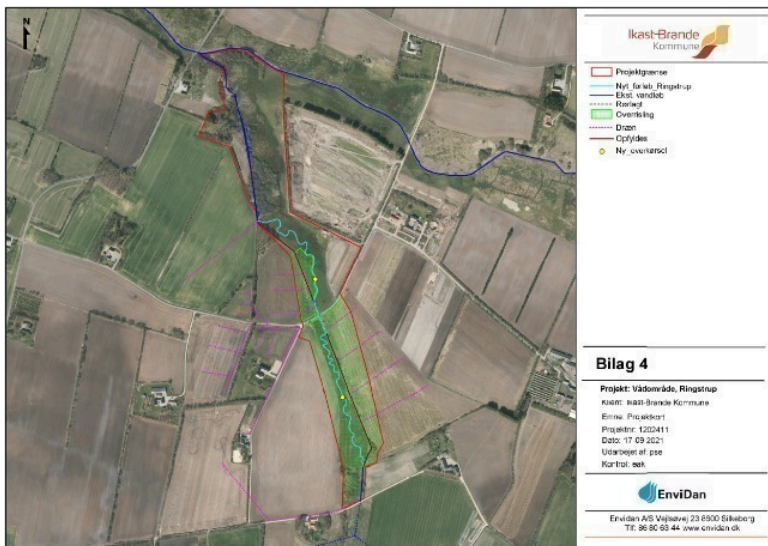 N
Ikast-Brande
Kommune
Projektgrænse
Nyt_forløb_Ringstrup
Ekst. vandløb
Rørlagt
Overrisling
Dræn
Opfyldes
Ny_overkørsel
Bilag 4
Projekt: Vådområde, Ringstrup
Klient: Ikast-Brande Kommune
Emne: Projektkort
Projektnr: 1202411
Dato: 17-09-2021
Udarbejet af: pse
Kontrol: eak
EnviDan
Envidan A/S Vejlsøvej 23 8600 Silkeborg
Tlf: 86 80 63 44 www.envidan.dk